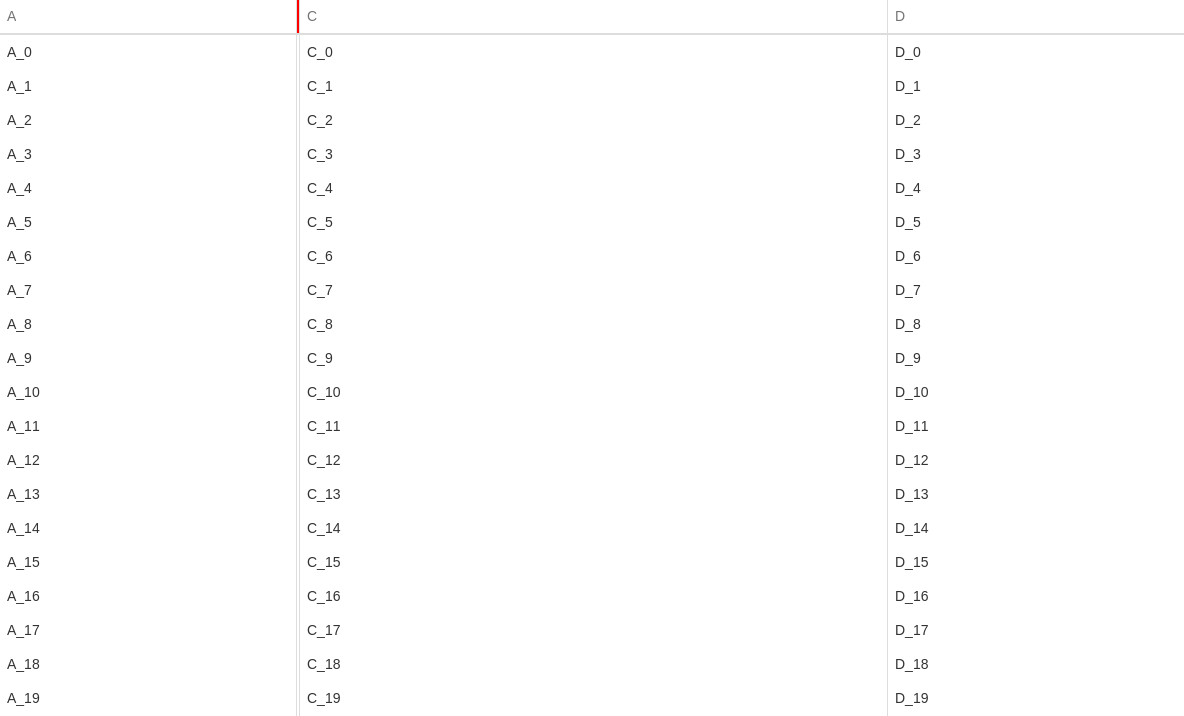 A C D
A_0 C_0 D_0
A_1 C_1 D_1
A_2 C_2 D_2
A_3 C_3 D_3
A_4 C_4 D_4
A_5 C_5 D_5
A_6 C_6 D_6
A_7 C_7 D_7
A_8 C_8 D_8
A_9 C_9 D_9
A_10 C_10 D_10
A_11 C_11 D_11
A_12 C_12 D_12
A_13 C_13 D_13
A_14 C_14 D_14
A_15 C_15 D_15
A_16 C_16 D_16
A_17 C_17 D_17
A_18 C_18 D_18
A_19 C_19 D_19